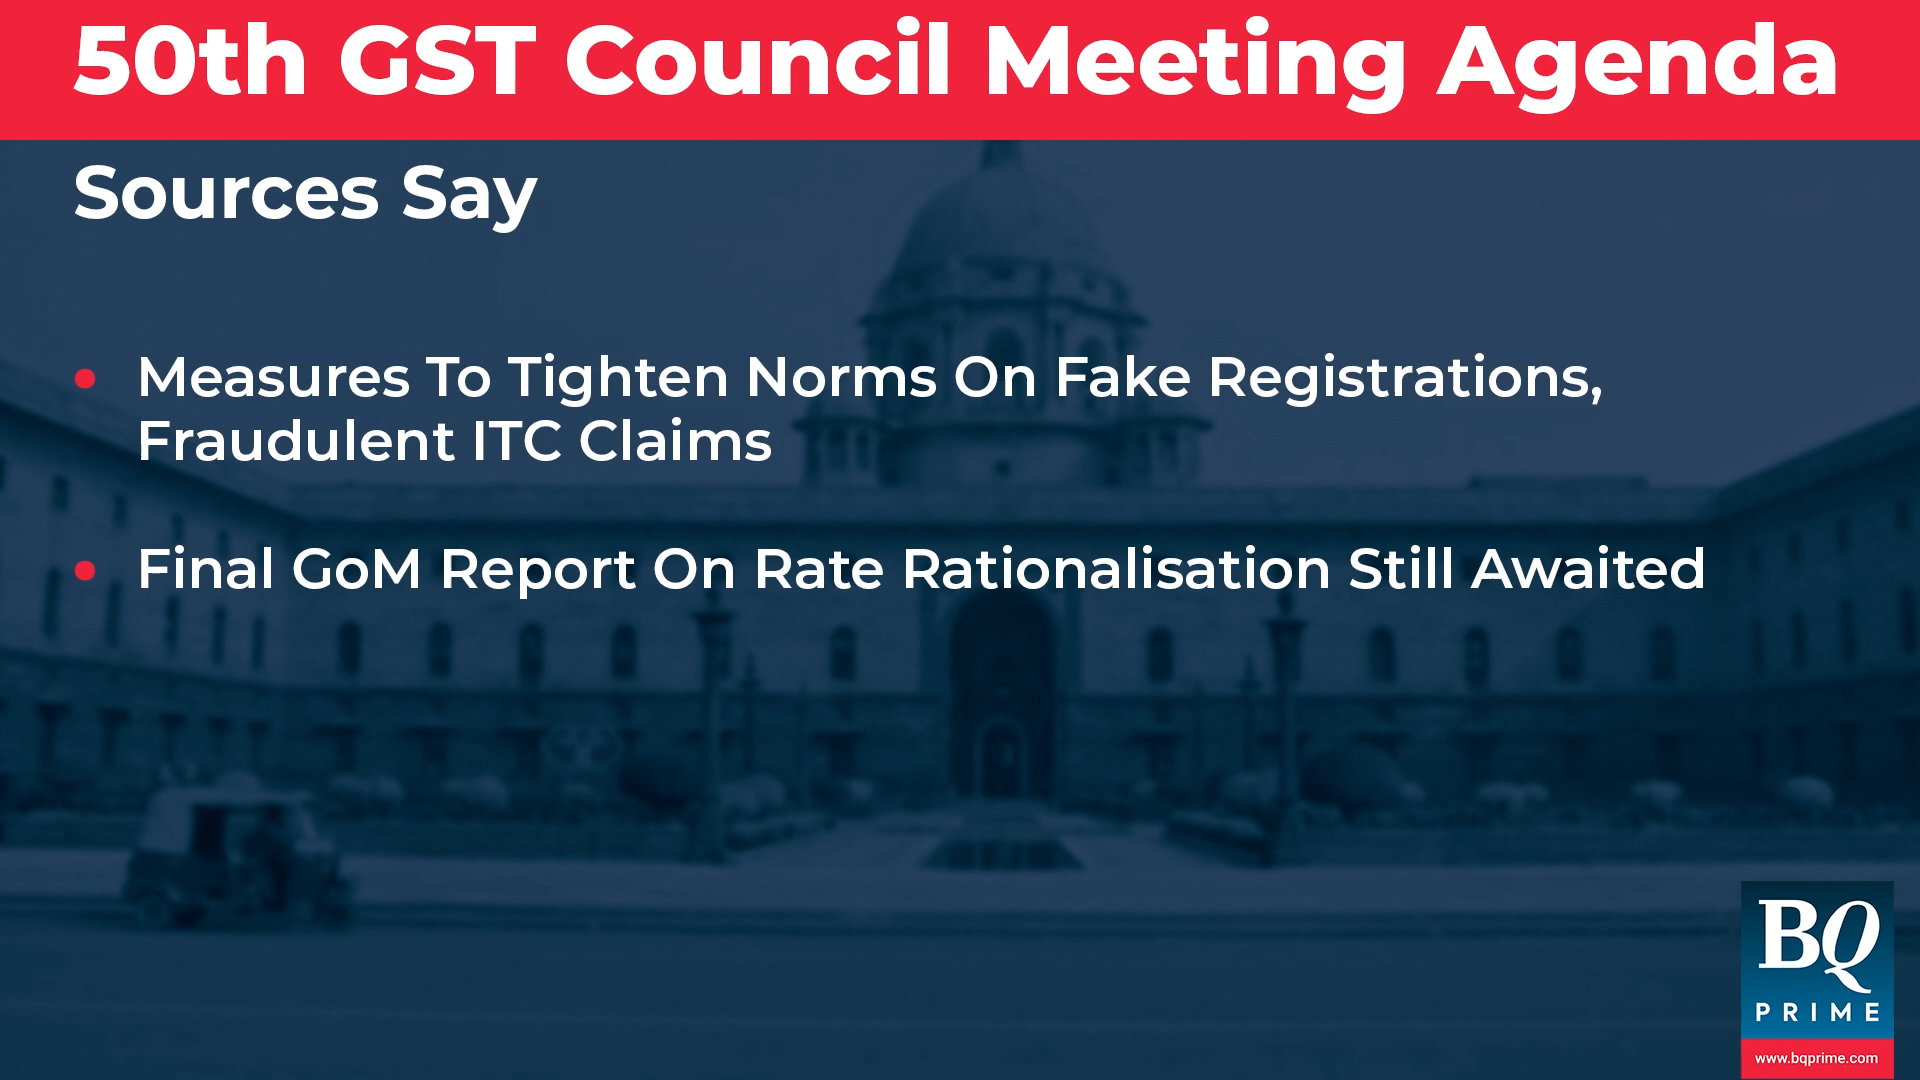 50th GST Council Meeting Agenda
Sources Say
• Measures To Tighten Norms On Fake Registrations,
Fraudulent ITC Claims
• Final GoM Report On Rate Rationalisation Still Awaited
BQ
PRIME
www.bqprime.com